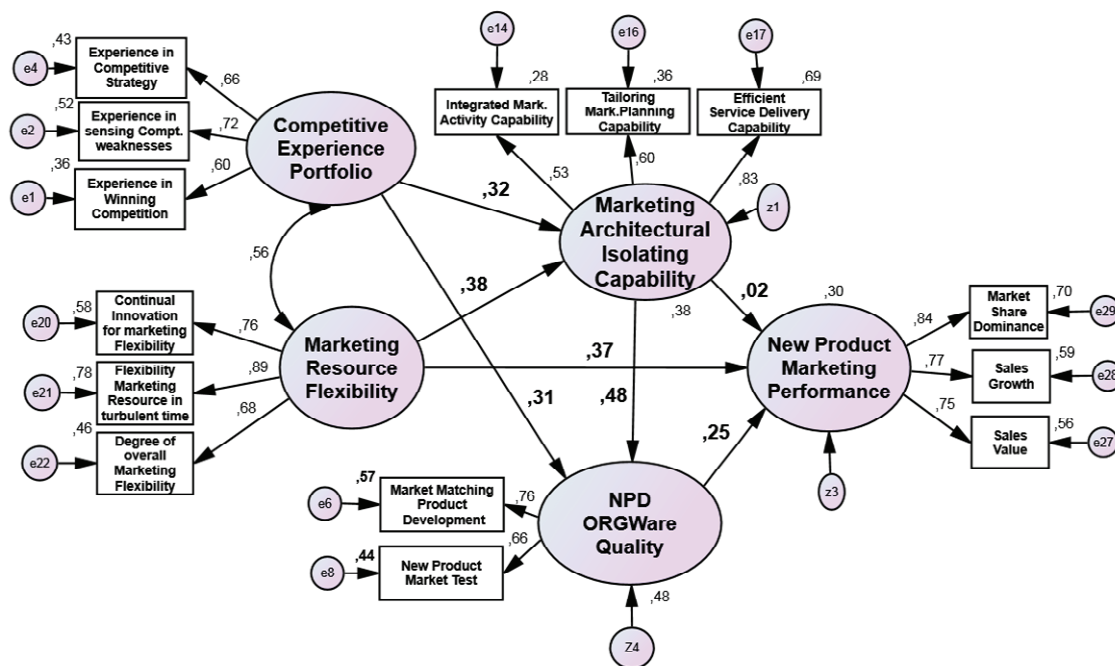 e14
e16
e17
,43
e4
Experience in
Competitive
Strategy
,66
,52
e2
Experience in
sensing Compt.
weaknesses
,72
,36
e1
Experience in
Winning
Competition
,60
Competitive
Experience
Portfolio
,28
Integrated Mark.
Activity Capability
,53
,36
Tailoring
Mark.Planning
Capability
,60
,69
Efficient
Service Delivery
Capability
,83
z1
,32
Marketing
Architectural
Isolating
Capability
,56
,38
,38
,02
,58
e20
Continual
Innovation
for marketing
Flexibility
,76
,78
e21
Flexibility
Marketing
Resource in
turbulent time
,89
,46
e22
Degree of
overall
Marketing
Flexibility
,68
Marketing
Resource
Flexibility
,37
,31
,48
,25
,30
New Product
Marketing
Performance
z3
,84
Market
Share
Dominance
,70
e29
,77
Sales
Growth
,59
e28
,75
Sales
Value
,56
e27
,57
e6
Market Matching
Product
Development
,76
,44
e8
New Product
Market Test
,66
NPD
ORGWare
Quality
,48
Z4